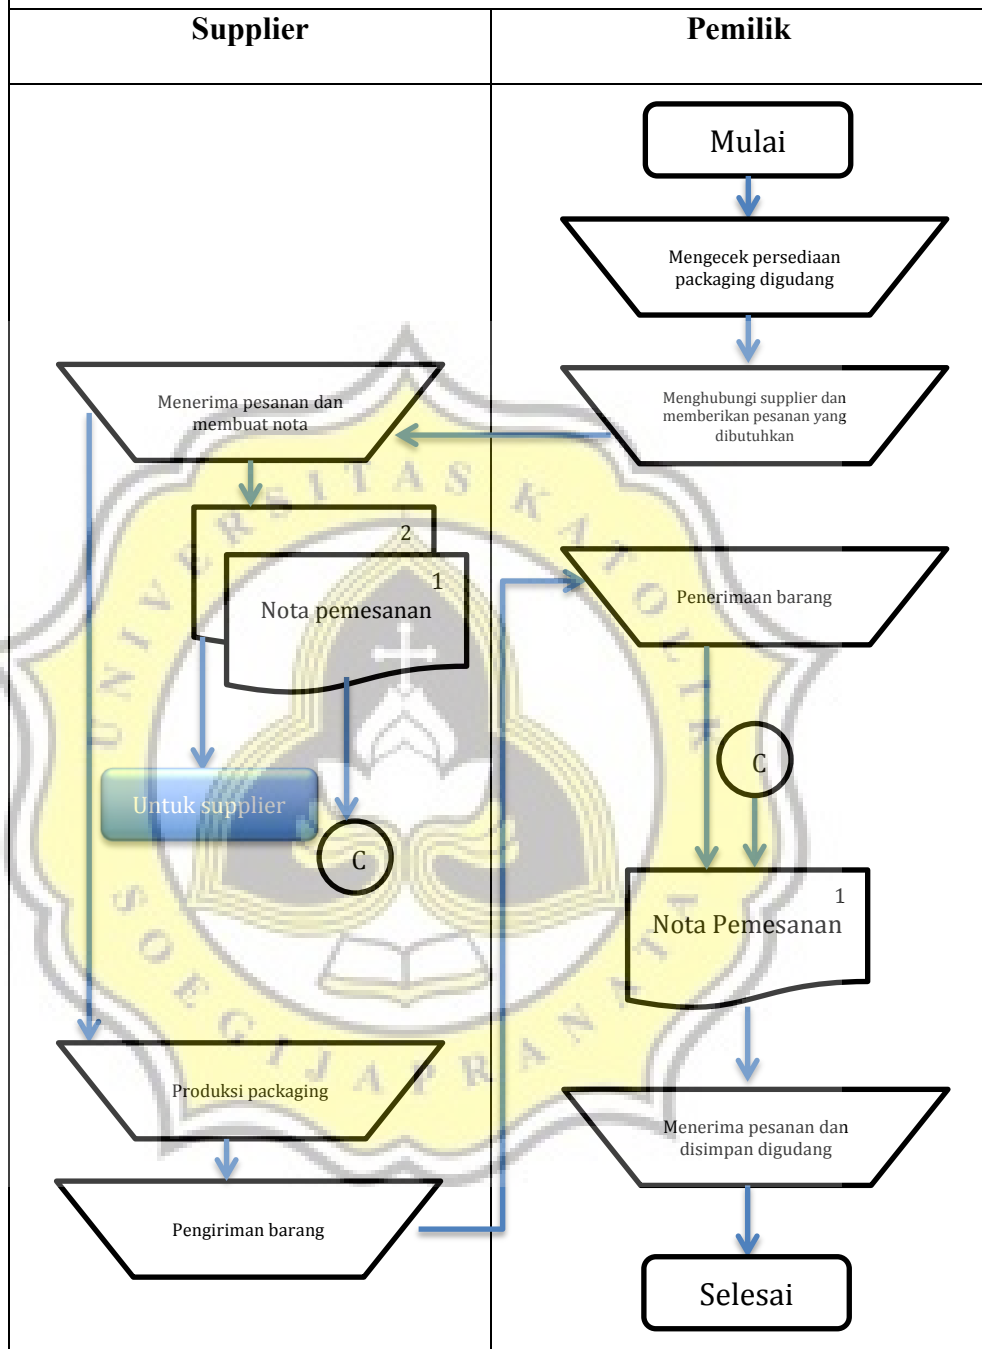 Supplier
Pemilik
Mulai
Mengecek persediaan
packaging digudang
Menghubungi supplier dan
memberikan pesanan yang
dibutuhkan
Menerima pesanan dan
membuat nota
2
1
Nota pemesanan
Untuk supplier
C
Produksi packaging
Pengiriman barang
Penerimaan barang
C
1
Nota Pemesanan
Menerima pesanan dan
disimpan digudang
Selesai
UNIVERSITAS KATOLIK
SOEGIJAPRANATA